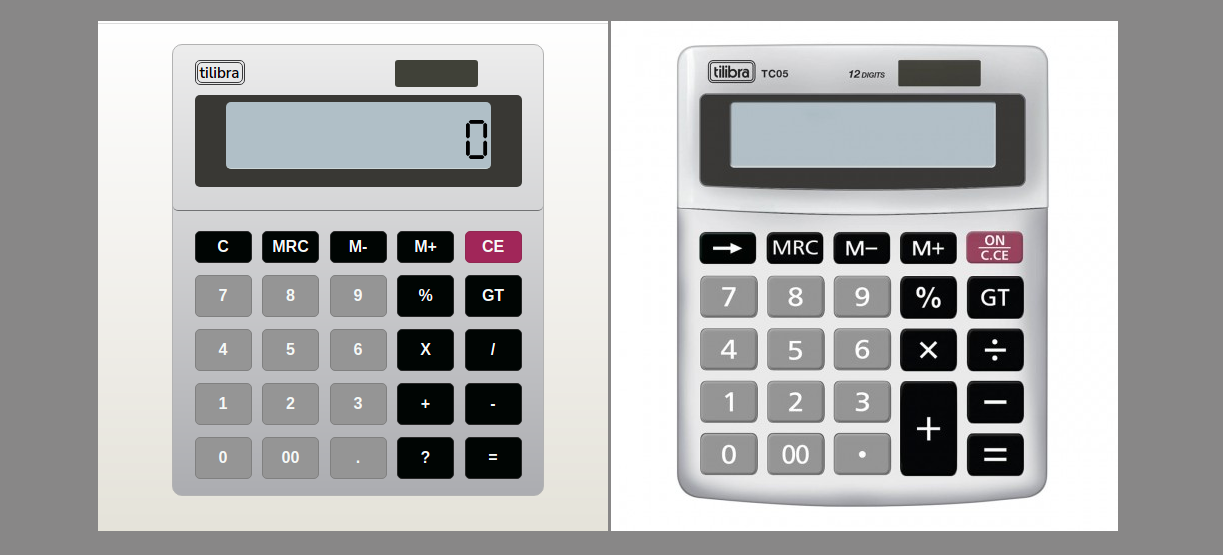 tilibra
0
C MRC M- M+ CE
7 8 9 % GT
4 5 6 X /
1 2 3 + -
0 00 . ? =
tilibra TC05 12 DIGITS
→ MRC M− M+ ON
C.CE
7 8 9 % GT
4 5 6 × ÷
1 2 3 −
+
0 00 • =